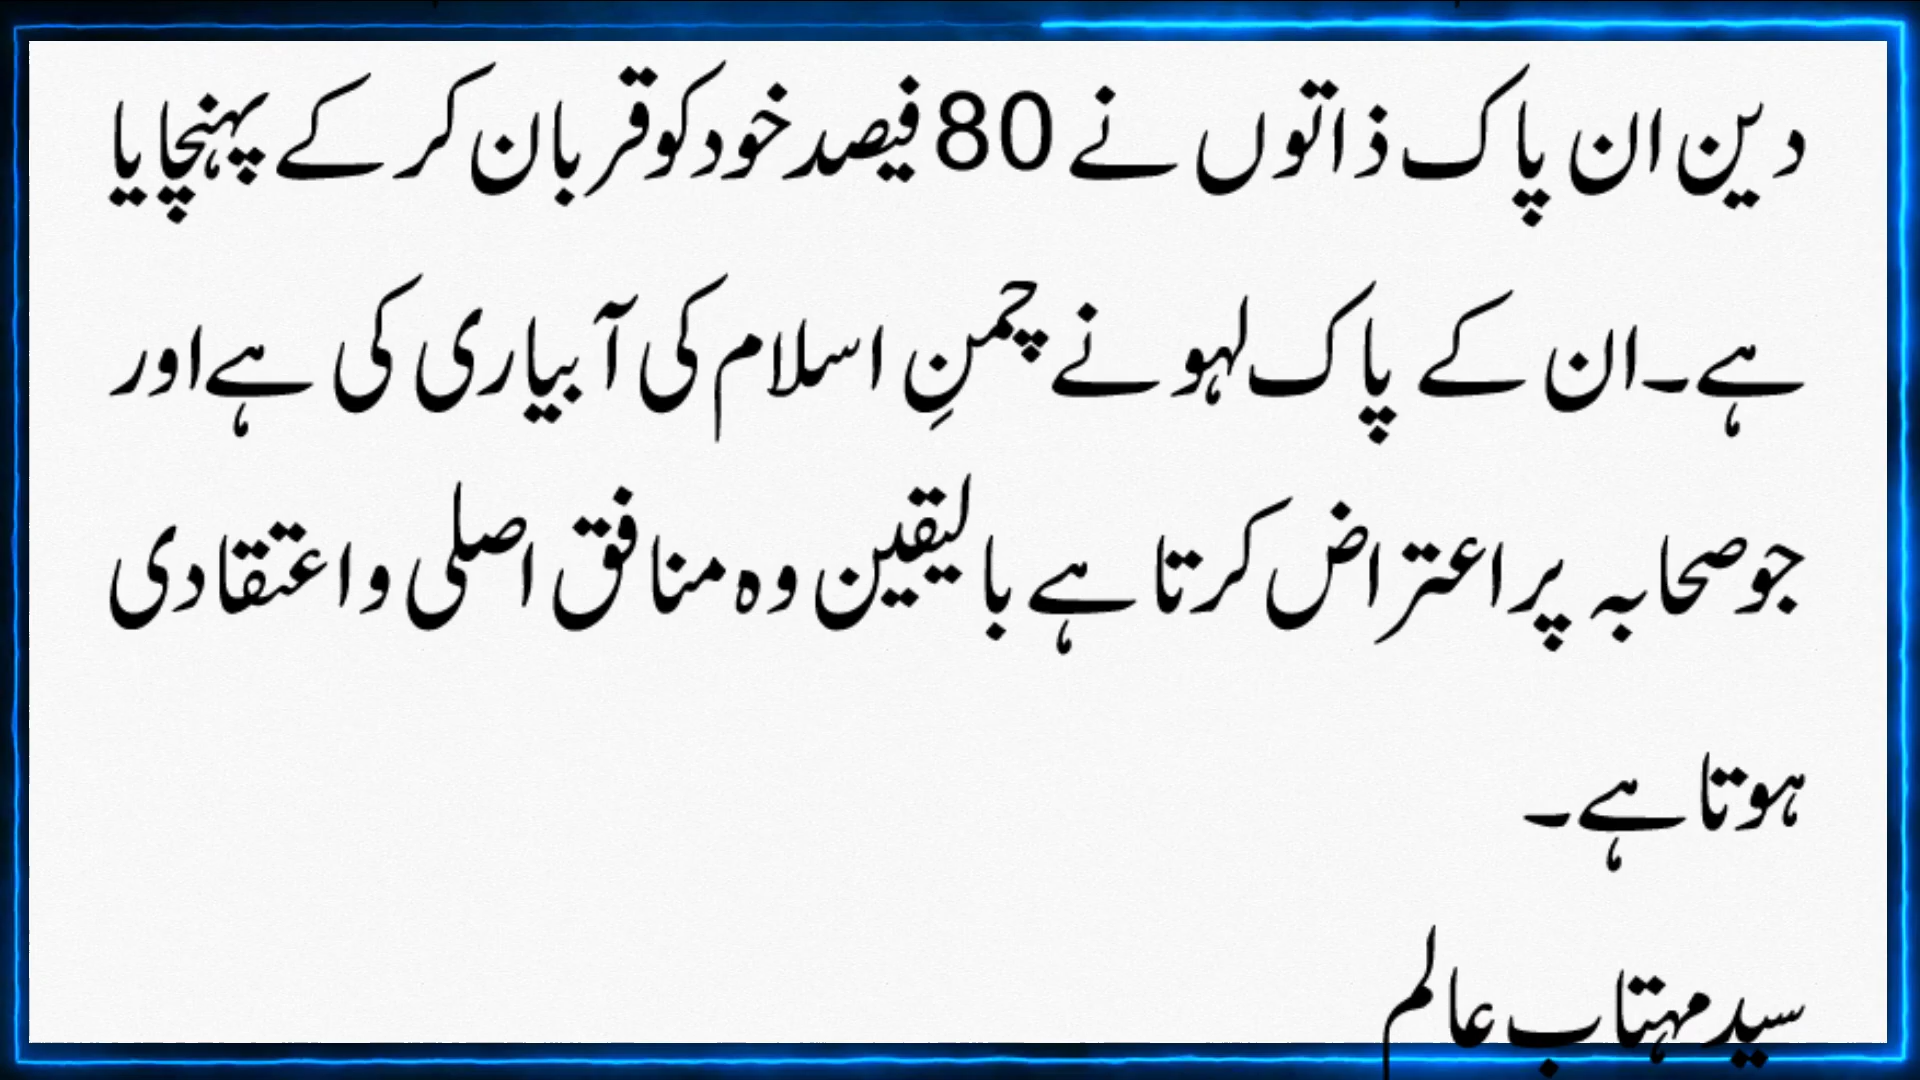 دین ان پاک ذاتوں نے 80 فیصد خود کو قربان کر کے پہنچایا
ہے۔ ان کے پاک لہو نے چمنِ اسلام کی آبیاری کی ہے اور
جو صحابہ پر اعتراض کرتا ہے بالیقین وہ منافق اصلی و اعتقادی
ہوتا ہے۔
سید مہتاب عالم